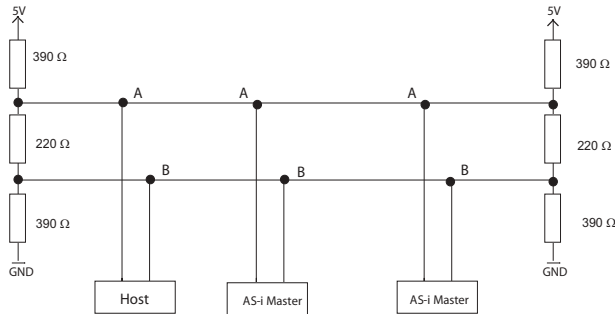 5V
5V
390 Ω
390 Ω
A
A
A
220 Ω
220 Ω
B
B
B
390 Ω
390 Ω
GND
GND
Host
AS-i Master
AS-i Master